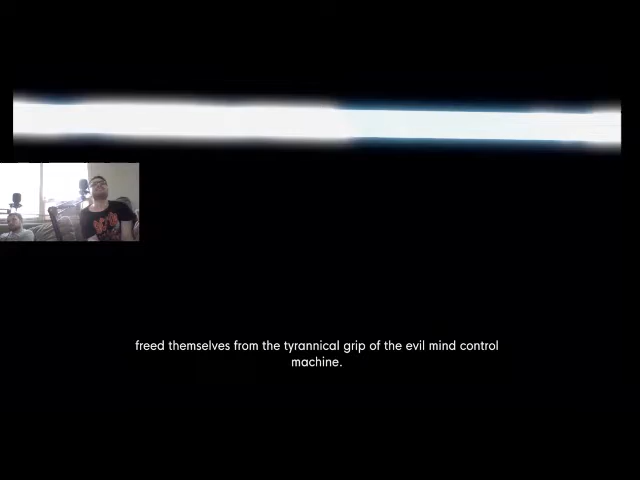 freed themselves from the tyrannical grip of the evil mind control
machine.